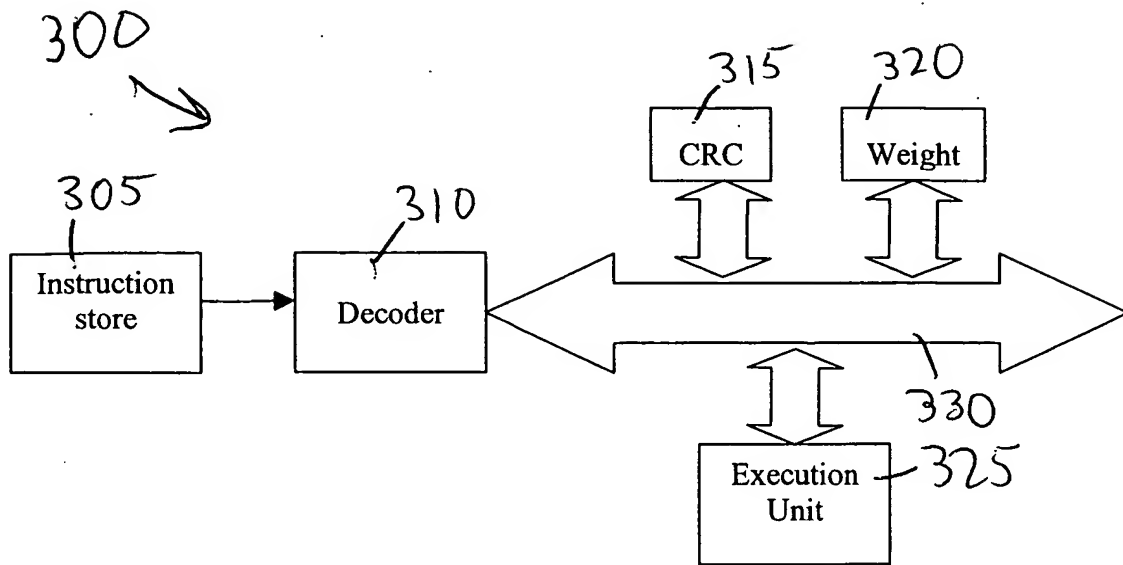 300
315
320
CRC
Weight
305
310
Instruction
store
Decoder
330
Execution
Unit
325